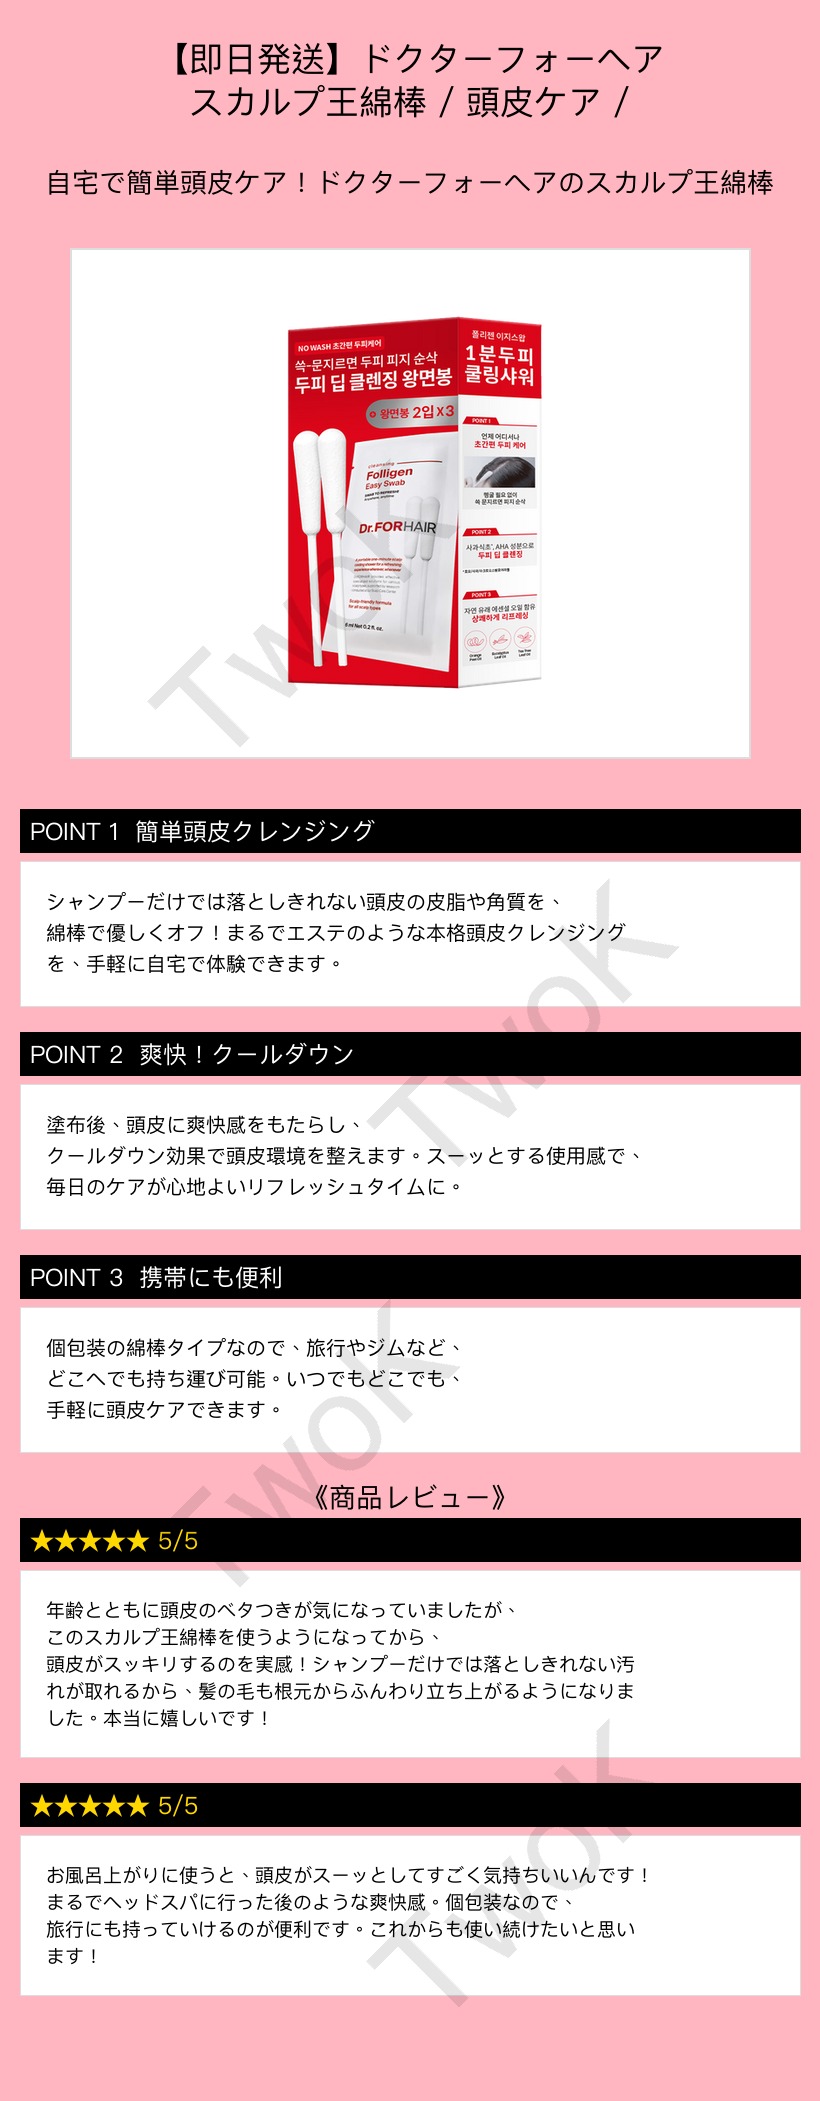 【即日発送】ドクターフォーヘア
スカルプ王綿棒 / 頭皮ケア /
自宅で簡単頭皮ケア！ドクターフォーヘアのスカルプ王綿棒
NO WASH 초간편 두피케어
쓱-문지르면 두피 피지 순삭
두피 딥 클렌징 왕면봉
왕면봉 2입 X 3
cleansing
Folligen
Easy Swab
Dr.FORHAIR
Scalp-friendly formula
for all scalp types
폴리젠 이지스왑
1분두피
쿨링샤워
POINT 1
언제 어디서나
초간편 두피 케어
헹굴 필요 없이
쓱 문지르면 피지 순삭
POINT 2
사과식초*, AHA 성분으로
두피 딥 클렌징
POINT 3
자연 유래 에센셜 오일 함유
상쾌하게 리프레싱
Orange
Peel Oil
Eucalyptus
Leaf Oil
Tea Tree
Leaf Oil
TwoK
POINT 1 簡単頭皮クレンジング
シャンプーだけでは落としきれない頭皮の皮脂や角質を、
綿棒で優しくオフ！まるでエステのような本格頭皮クレンジング
を、手軽に自宅で体験できます。
TwoK
POINT 2 爽快！クールダウン
塗布後、頭皮に爽快感をもたらし、
クールダウン効果で頭皮環境を整えます。スーッとする使用感で、
毎日のケアが心地よいリフレッシュタイムに。
POINT 3 携帯にも便利
個包装の綿棒タイプなので、旅行やジムなど、
どこへでも持ち運び可能。いつでもどこでも、
手軽に頭皮ケアできます。
TwoK
《商品レビュー》
★★★★★ 5/5
年齢とともに頭皮のベタつきが気になっていましたが、
このスカルプ王綿棒を使うようになってから、
頭皮がスッキリするのを実感！シャンプーだけでは落としきれない汚
れが取れるから、髪の毛も根元からふんわり立ち上がるようになりま
した。本当に嬉しいです！
★★★★★ 5/5
お風呂上がりに使うと、頭皮がスーッとしてすごく気持ちいいんです！
まるでヘッドスパに行った後のような爽快感。個包装なので、
旅行にも持っていけるのが便利です。これからも使い続けたいと思い
ます！
TwoK